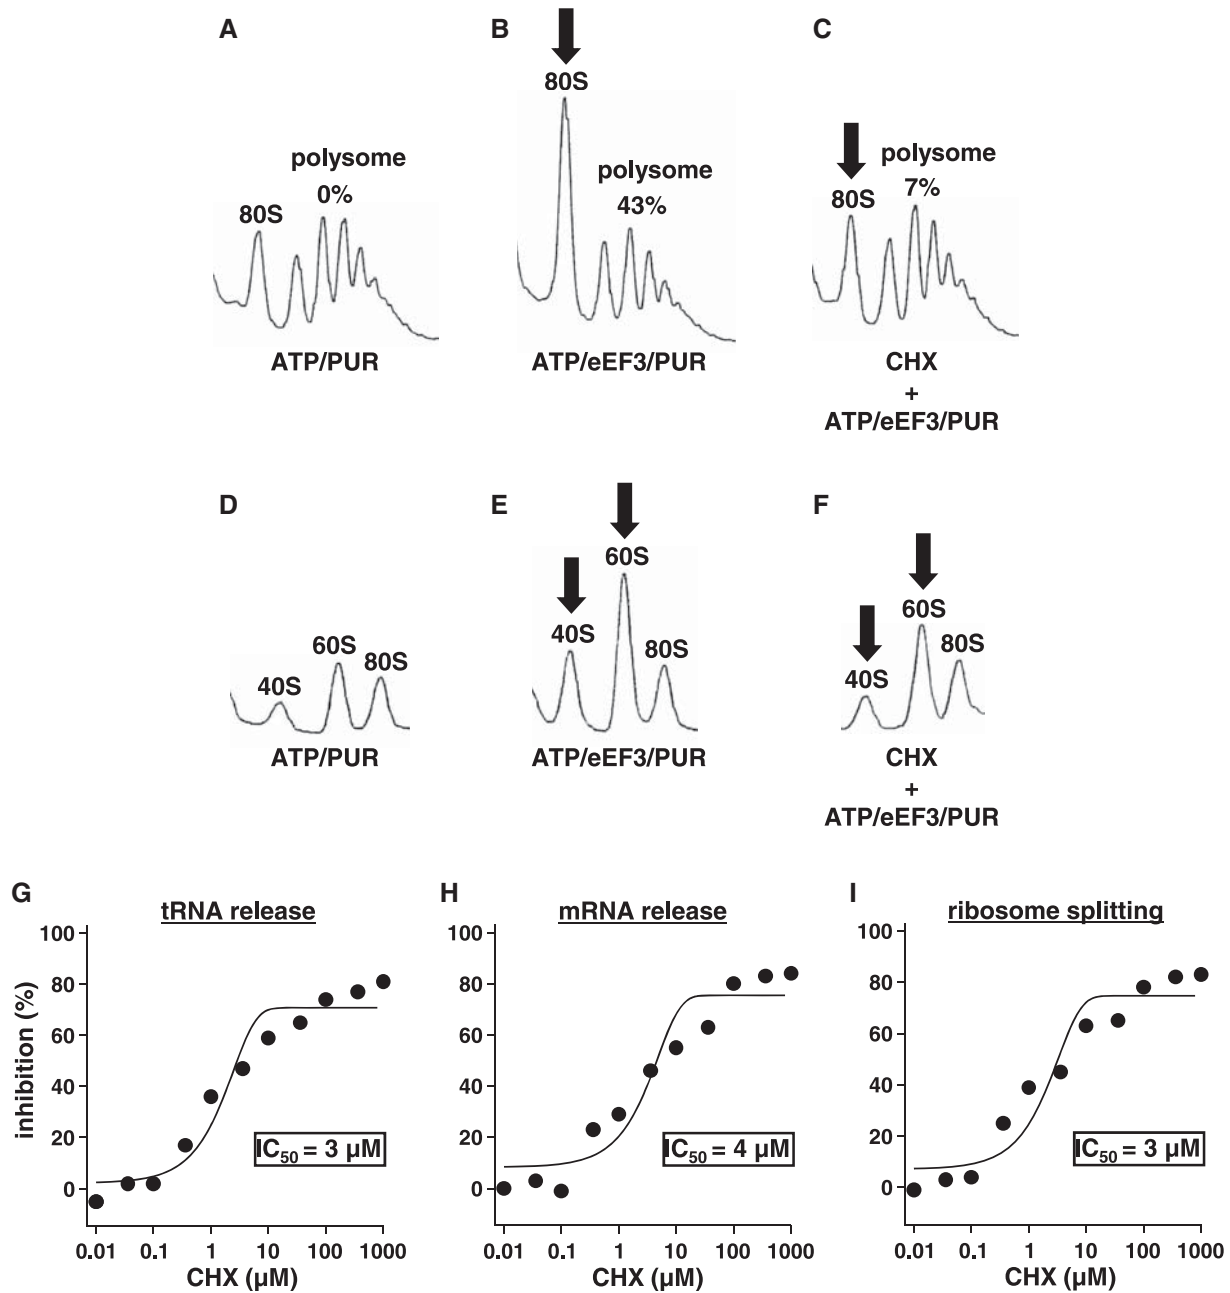 A
B
C
80S
polysome
0%
80S
polysome
43%
polysome
7%
80S
ATP/PUR
ATP/eEF3/PUR
CHX
+
ATP/eEF3/PUR
D
E
F
60S
40S
80S
60S
80S
40S
60S
80S
40S
ATP/PUR
ATP/eEF3/PUR
CHX
+
ATP/eEF3/PUR
G
tRNA release
inhibition (%)
100
80
60
40
20
0
IC50 = 3 µM
0.01 0.1 1 10 100 1000
CHX (µM)
H
mRNA release
100
80
60
40
20
0
IC50 = 4 µM
0.01 0.1 1 10 100 1000
CHX (µM)
I
ribosome splitting
100
80
60
40
20
0
IC50 = 3 µM
0.01 0.1 1 10 100 1000
CHX (µM)